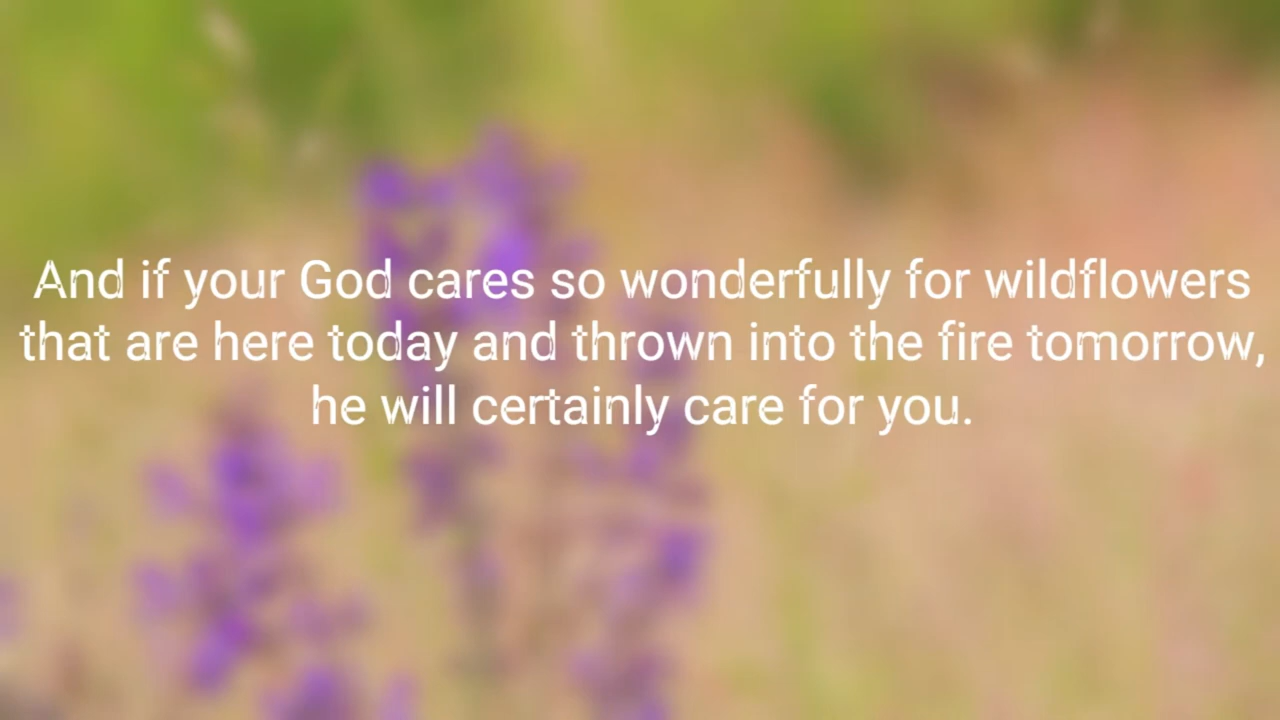 And if your God cares so wonderfully for wildflowers
that are here today and thrown into the fire tomorrow,
he will certainly care for you.